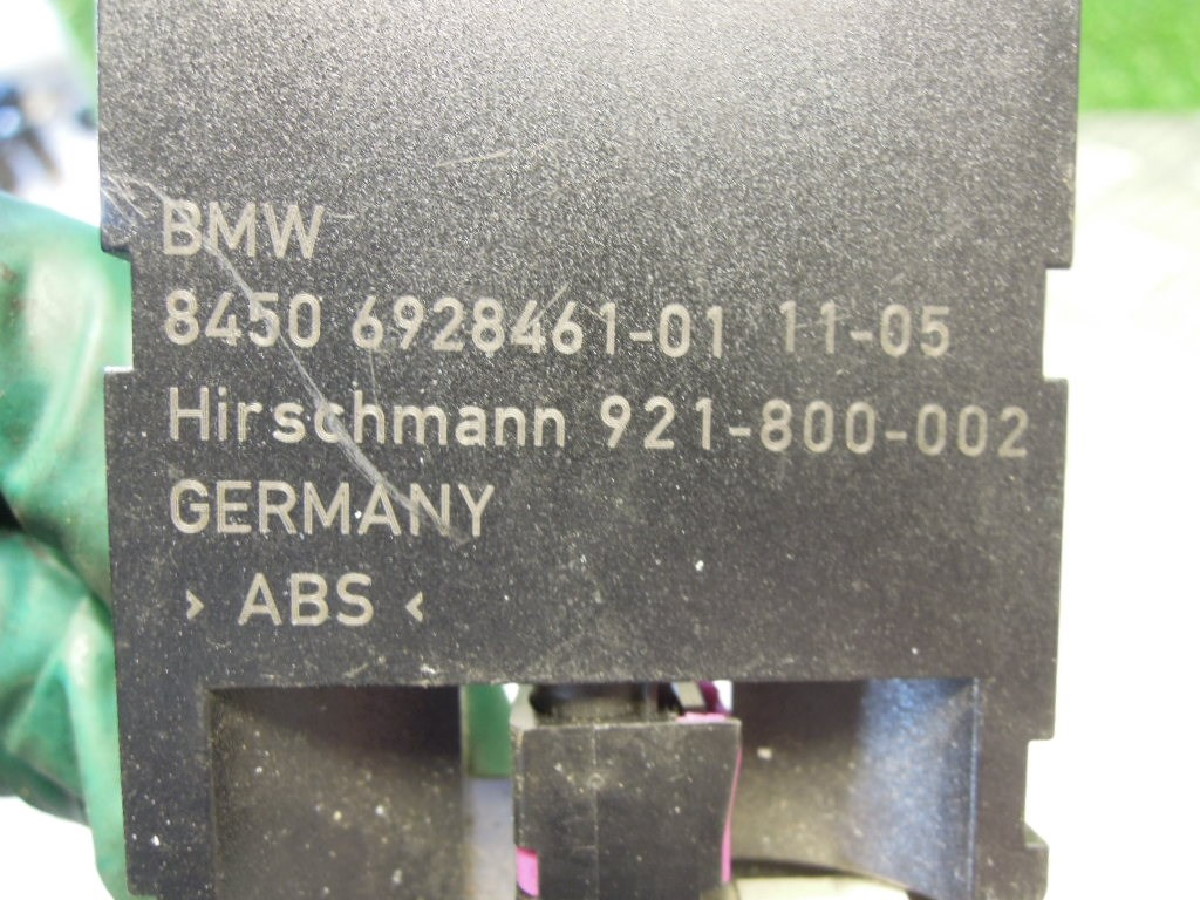 BMW
8450 6928461-01 11-05
Hirschmann 921-800-002
GERMANY
› ABS ‹